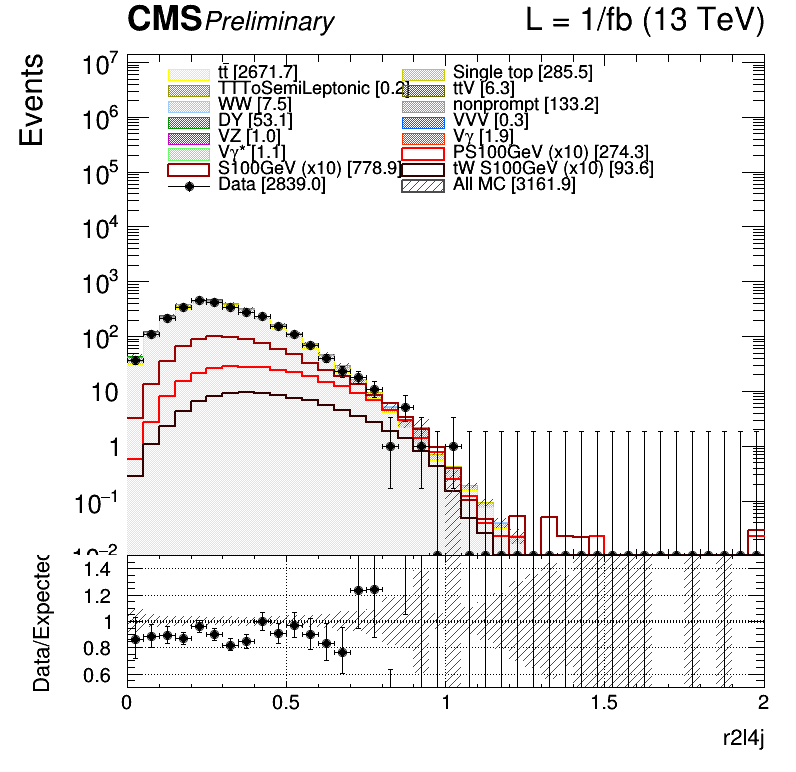 CMS Preliminary L = 1/fb (13 TeV)
Events
10⁷
10⁶
10⁵
10⁴
10³
10²
10
1
10⁻¹
10⁻²
tt̄ [2671.7] Single top [285.5]
TTToSemiLeptonic [0.2] ttV [6.3]
WW [7.5] nonprompt [133.2]
DY [53.1] VVV [0.3]
VZ [1.0] Vγ [1.9]
Vγ* [1.1] PS100GeV (x10) [274.3]
S100GeV (x10) [778.9] tW S100GeV (x10) [93.6]
Data [2839.0] All MC [3161.9]
Data/Expected
1.4
1.2
1
0.8
0.6
0 0.5 1 1.5 2
r2l4j